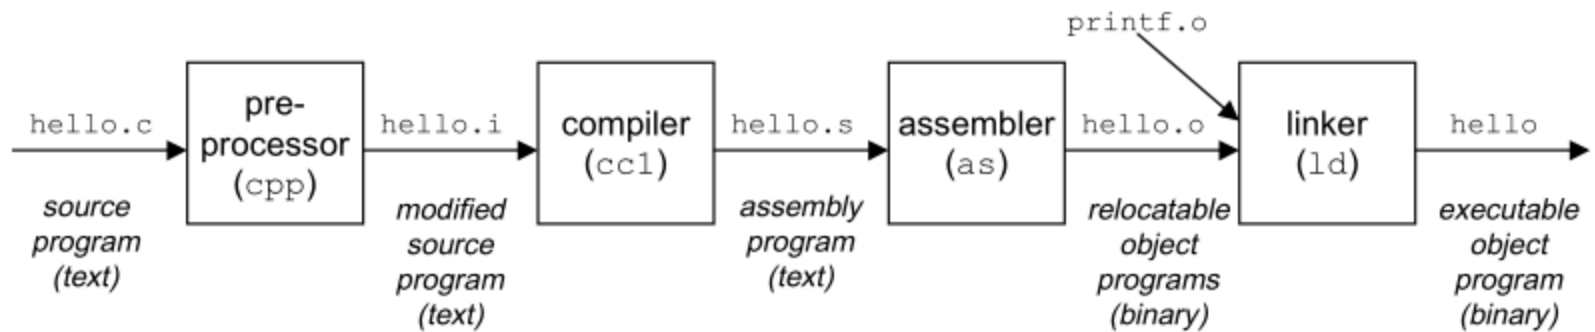 printf.o
hello.c
pre-
processor
(cpp)
hello.i
compiler
(cc1)
hello.s
assembler
(as)
hello.o
linker
(ld)
hello
source
program
(text)
modified
source
program
(text)
assembly
program
(text)
relocatable
object
programs
(binary)
executable
object
program
(binary)